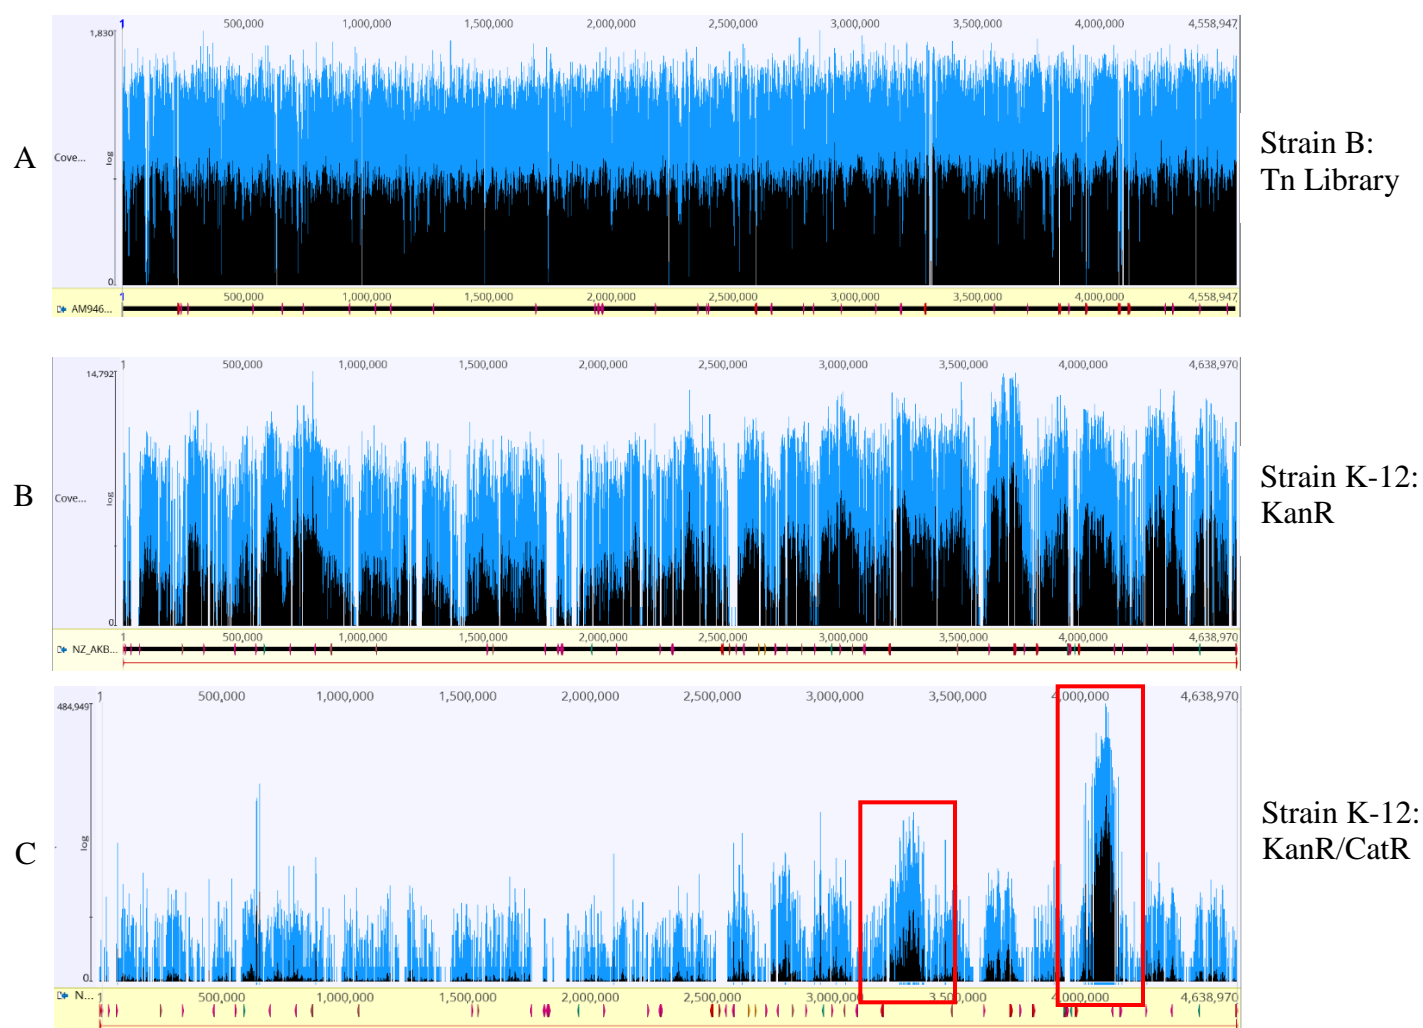 1 500,000 1,000,000 1,500,000 2,000,000 2,500,000 3,000,000 3,500,000 4,000,000 4,558,947
1,830
A
Cove...
log
0
Strain B:
Tn Library
1 500,000 1,000,000 1,500,000 2,000,000 2,500,000 3,000,000 3,500,000 4,000,000 4,558,947
AM946...
1 500,000 1,000,000 1,500,000 2,000,000 2,500,000 3,000,000 3,500,000 4,000,000 4,638,970
14,792
B
Cove...
log
0
Strain K-12:
KanR
1 500,000 1,000,000 1,500,000 2,000,000 2,500,000 3,000,000 3,500,000 4,000,000 4,638,970
NZ_AKB...
1 500,000 1,000,000 1,500,000 2,000,000 2,500,000 3,000,000 3,500,000 4,000,000 4,638,970
484,949
C
log
0
Strain K-12:
KanR/CatR
N...
500,000 1,000,000 1,500,000 2,000,000 2,500,000 3,000,000 3,500,000 4,000,000 4,638,970